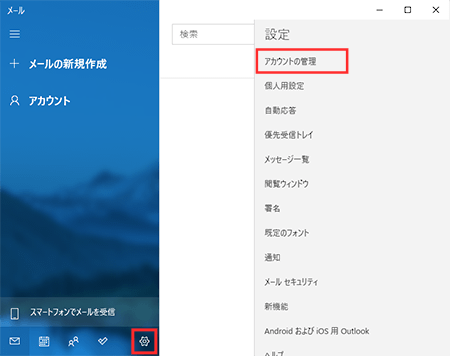 メール
メールの新規作成
アカウント
スマートフォンでメールを受信
検索
設定
アカウントの管理
個人用設定
自動応答
優先受信トレイ
メッセージ一覧
閲覧ウィンドウ
署名
既定のフォント
通知
メール セキュリティ
新機能
Android および iOS 用 Outlook
ヘルプ